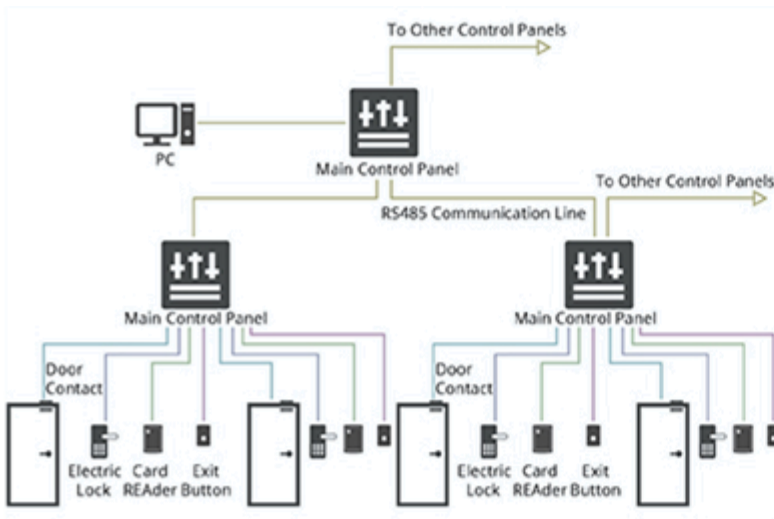 To Other Control Panels
PC
Main Control Panel
To Other Control Panels
RS485 Communication Line
Main Control Panel
Main Control Panel
Door
Contact
Door
Contact
Electric
Lock
Card
REAder
Exit
Button
Electric
Lock
Card
REAder
Exit
Button